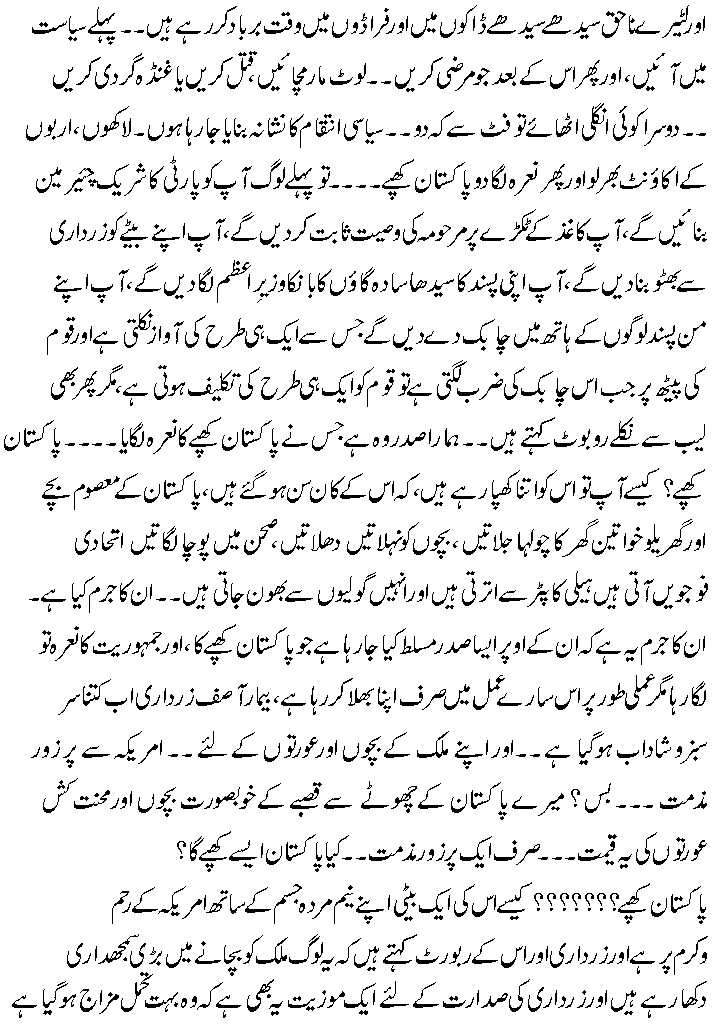 اور لٹیرے ناحق سیدھے سیدھے ڈاکوں میں اور فراڈوں میں وقت برباد کر رہے ہیں۔۔ پہلے سیاست
میں آئیں، اور پھر اس کے بعد جو مرضی کریں۔۔ لوٹ مار مچائیں، قتل کریں یا غنڈہ گردی کریں
۔۔ دوسرا کوئی انگلی اٹھائے تو فٹ سے کہہ دو۔۔ سیاسی انتقام کا نشانہ بنایا جا رہا ہوں۔ لاکھوں، اربوں
کے اکاؤنٹ بھر لو اور پھر نعرہ لگا دو پاکستان کھپے۔۔۔۔ تو پہلے لوگ آپ کو پارٹی کا شریک چئیر مین
بنائیں گے، آپ کاغذ کے ٹکڑے پر مرحومہ کی وصیت ثابت کر دیں گے، آپ اپنے بیٹے کو زرداری
سے بھٹو بنا دیں گے، آپ اپنی پسند کا سیدھا سادہ گاؤں کا بانکا وزیرِ اعظم لگا دیں گے، آپ اپنے
من پسند لوگوں کے ہاتھ میں چابک دے دیں گے جس سے ایک ہی طرح کی آواز نکلتی ہے اور قوم
کی پیٹھ پر جب اس چابک کی ضرب لگتی ہے تو قوم کو ایک ہی طرح کی تکلیف ہوتی ہے، مگر پھر بھی
لیب سے نکلے روبوٹ کہتے ہیں۔۔ ہمارا صدر وہ ہے جس نے پاکستان کھپے کا نعرہ لگایا۔۔۔۔ پاکستان
کھپے؟ کیسے آپ تو اس کو اتنا کھپا رہے ہیں، کہ اس کے کان سن ہو گئے ہیں، پاکستان کے معصوم بچے
اور گھریلو خواتین گھر کا چولہا جلاتیں، بچوں کو نہلاتیں دھلاتیں، صحن میں پوچا لگاتیں اتحادی
فوجویں آتی ہیں ہیلی کاپٹر سے اترتی ہیں اور انہیں گولیوں سے بھون جاتی ہیں۔۔ ان کا جرم کیا ہے۔
ان کا جرم یہ ہے کہ ان کے اوپر ایسا صدر مسلط کیا جا رہا ہے جو پاکستان کھپے کا، اور جمہوریت کا نعرہ تو
لگا رہا مگر عملی طور پر اس سارے عمل میں صرف اپنا بھلا کر رہا ہے، بیمار آصف زرداری اب کتنا سر
سبز و شاداب ہو گیا ہے۔۔ اور اپنے ملک کے بچوں اور عورتوں کے لئے۔۔ امریکہ سے پر زور
مذمت ۔۔۔ بس؟ میرے پاکستان کے چھوٹے سے قصبے کے خوبصورت بچوں اور محنت کش
عورتوں کی یہ قیمت۔۔۔ صرف ایک پر زور مذمت۔۔ کیا پاکستان ایسے کھپے گا؟
پاکستان کھپے؟؟؟؟؟؟؟ کیسے اس کی ایک بیٹی اپنے نیم مردہ جسم کے ساتھ امریکہ کے رحم
و کرم پر ہے اور زرداری اور اس کے ربورٹ کہتے ہیں کہ یہ لوگ ملک کو بچانے میں بڑی سمجھداری
دکھا رہے ہیں اور زرداری کی صدارت کے لئے ایک موزیت یہ بھی ہے کہ وہ بہت تحمل مزاج ہو گیا ہے